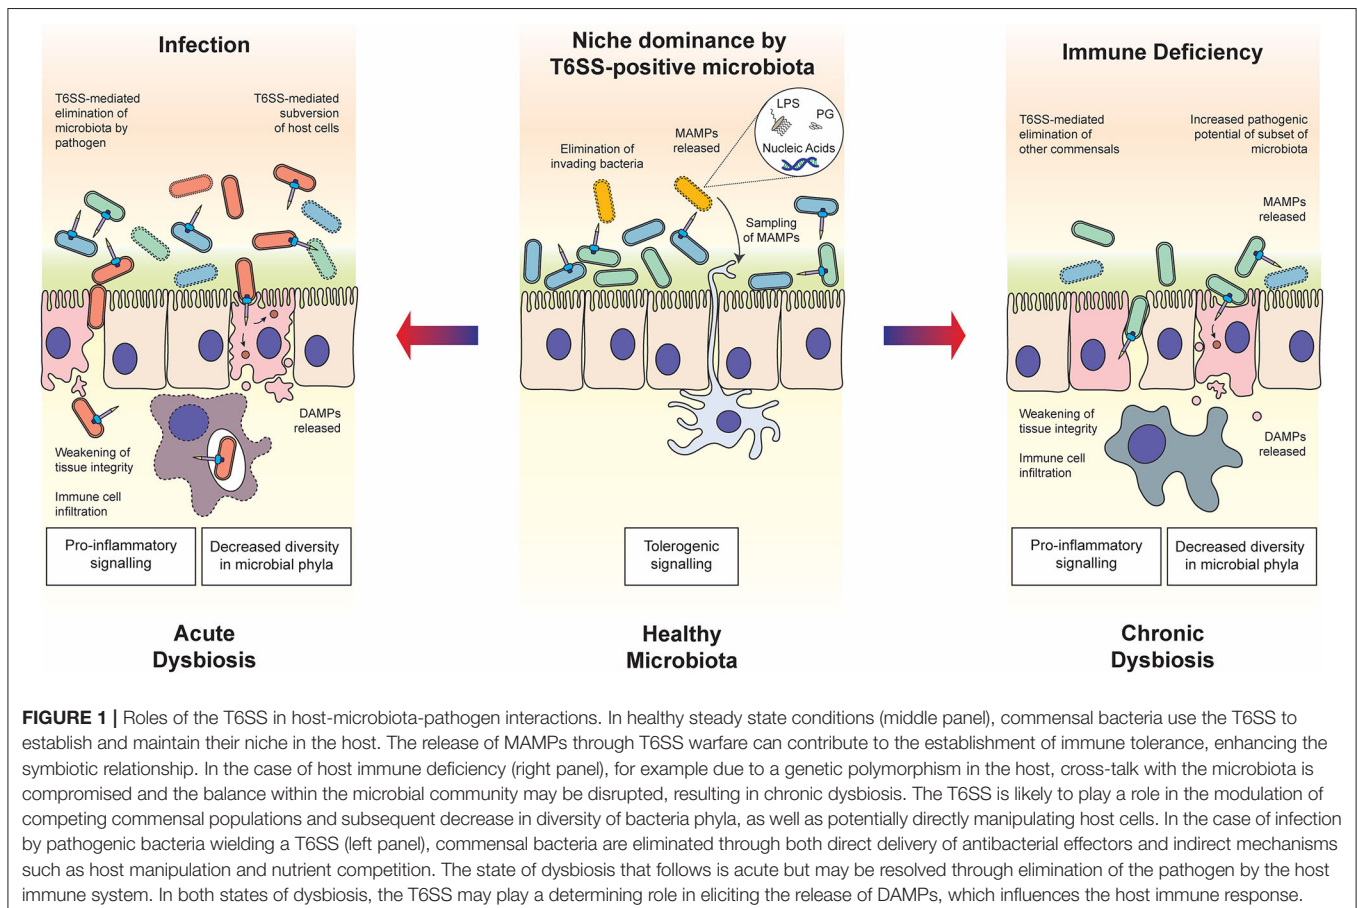 Infection
T6SS-mediated
elimination of
microbiota by
pathogen
T6SS-mediated
subversion
of host cells
DAMPs
released
Weakening of
tissue integrity
Immune cell
infiltration
Pro-inflammatory
signalling
Decreased diversity
in microbial phyla
Acute
Dysbiosis
Niche dominance by
T6SS-positive microbiota
LPS
PG
Nucleic Acids
MAMPs
released
Elimination of
invading bacteria
Sampling
of MAMPs
Tolerogenic
signalling
Healthy
Microbiota
Immune Deficiency
T6SS-mediated
elimination of
other commensals
Increased pathogenic
potential of subset of
microbiota
MAMPs
released
Weakening of
tissue integrity
Immune cell
infiltration
DAMPs
released
Pro-inflammatory
signalling
Decreased diversity
in microbial phyla
Chronic
Dysbiosis
FIGURE 1 | Roles of the T6SS in host-microbiota-pathogen interactions. In healthy steady state conditions (middle panel), commensal bacteria use the T6SS to
establish and maintain their niche in the host. The release of MAMPs through T6SS warfare can contribute to the establishment of immune tolerance, enhancing the
symbiotic relationship. In the case of host immune deficiency (right panel), for example due to a genetic polymorphism in the host, cross-talk with the microbiota is
compromised and the balance within the microbial community may be disrupted, resulting in chronic dysbiosis. The T6SS is likely to play a role in the modulation of
competing commensal populations and subsequent decrease in diversity of bacteria phyla, as well as potentially directly manipulating host cells. In the case of infection
by pathogenic bacteria wielding a T6SS (left panel), commensal bacteria are eliminated through both direct delivery of antibacterial effectors and indirect mechanisms
such as host manipulation and nutrient competition. The state of dysbiosis that follows is acute but may be resolved through elimination of the pathogen by the host
immune system. In both states of dysbiosis, the T6SS may play a determining role in eliciting the release of DAMPs, which influences the host immune response.